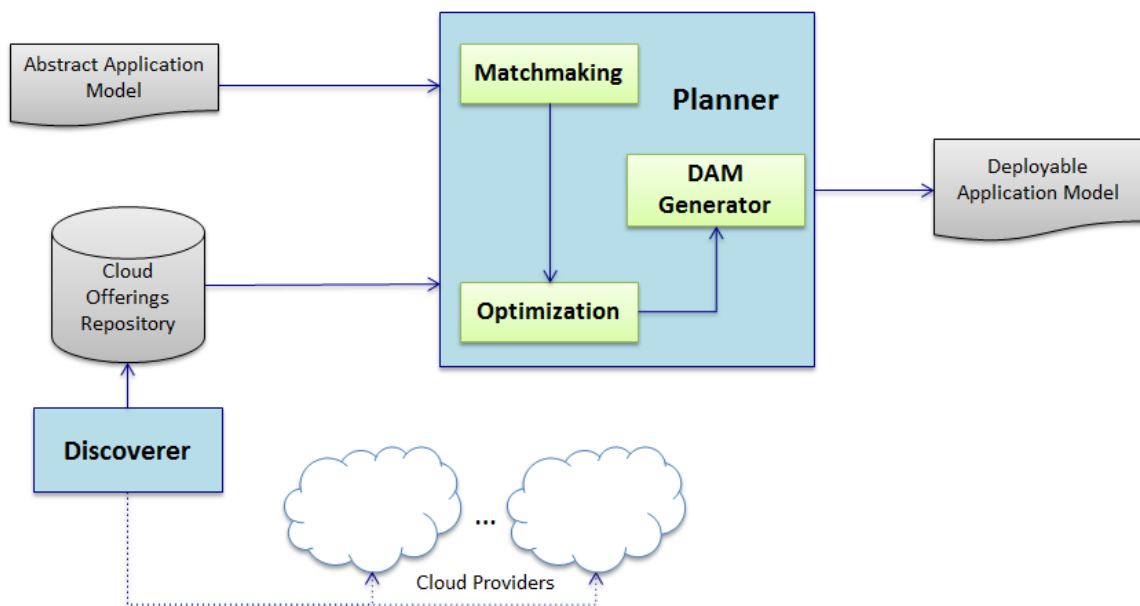 Abstract Application
Model
Matchmaking
Planner
DAM
Generator
Deployable
Application Model
Cloud
Offerings
Repository
Optimization
Discoverer
...
Cloud Providers